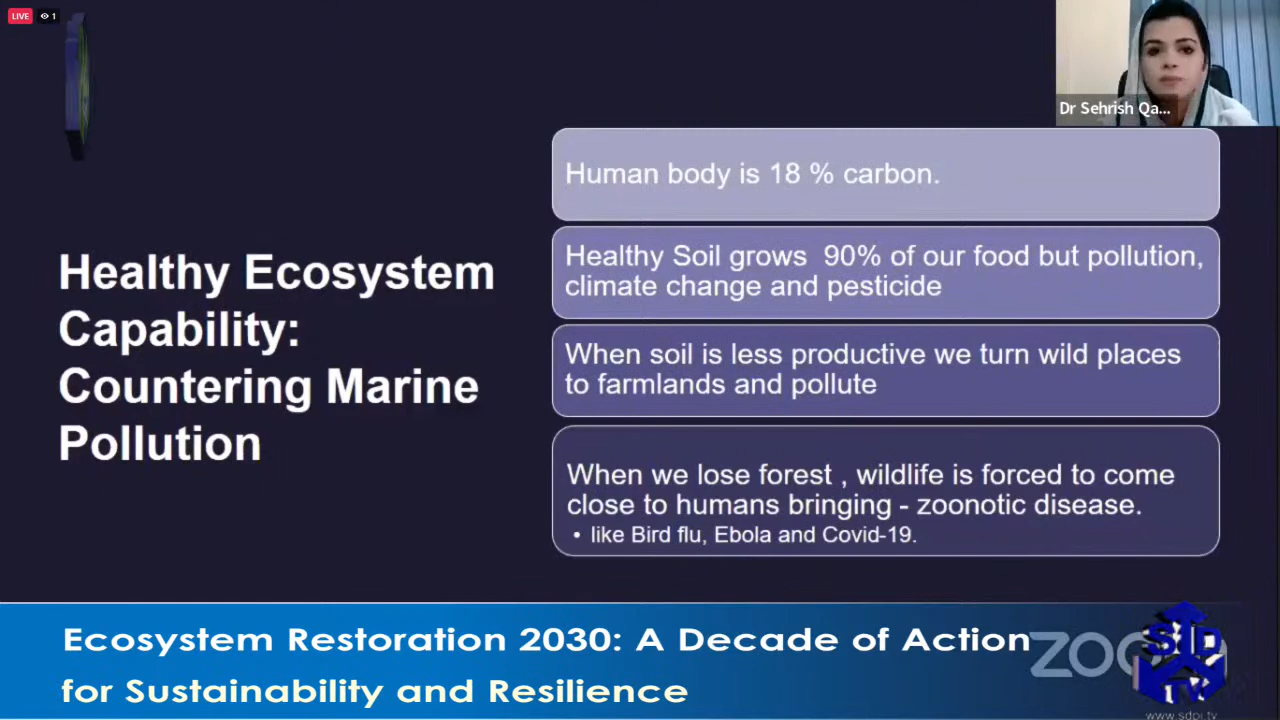 LIVE 1
Dr Sehrish Qa...
Healthy Ecosystem
Capability:
Countering Marine
Pollution
Human body is 18 % carbon.
Healthy Soil grows 90% of our food but pollution,
climate change and pesticide
When soil is less productive we turn wild places
to farmlands and pollute
When we lose forest , wildlife is forced to come
close to humans bringing - zoonotic disease.
• like Bird flu, Ebola and Covid-19.
Ecosystem Restoration 2030: A Decade of Action
for Sustainability and Resilience
zoom
SDPI
TV
www.sdpi.tv